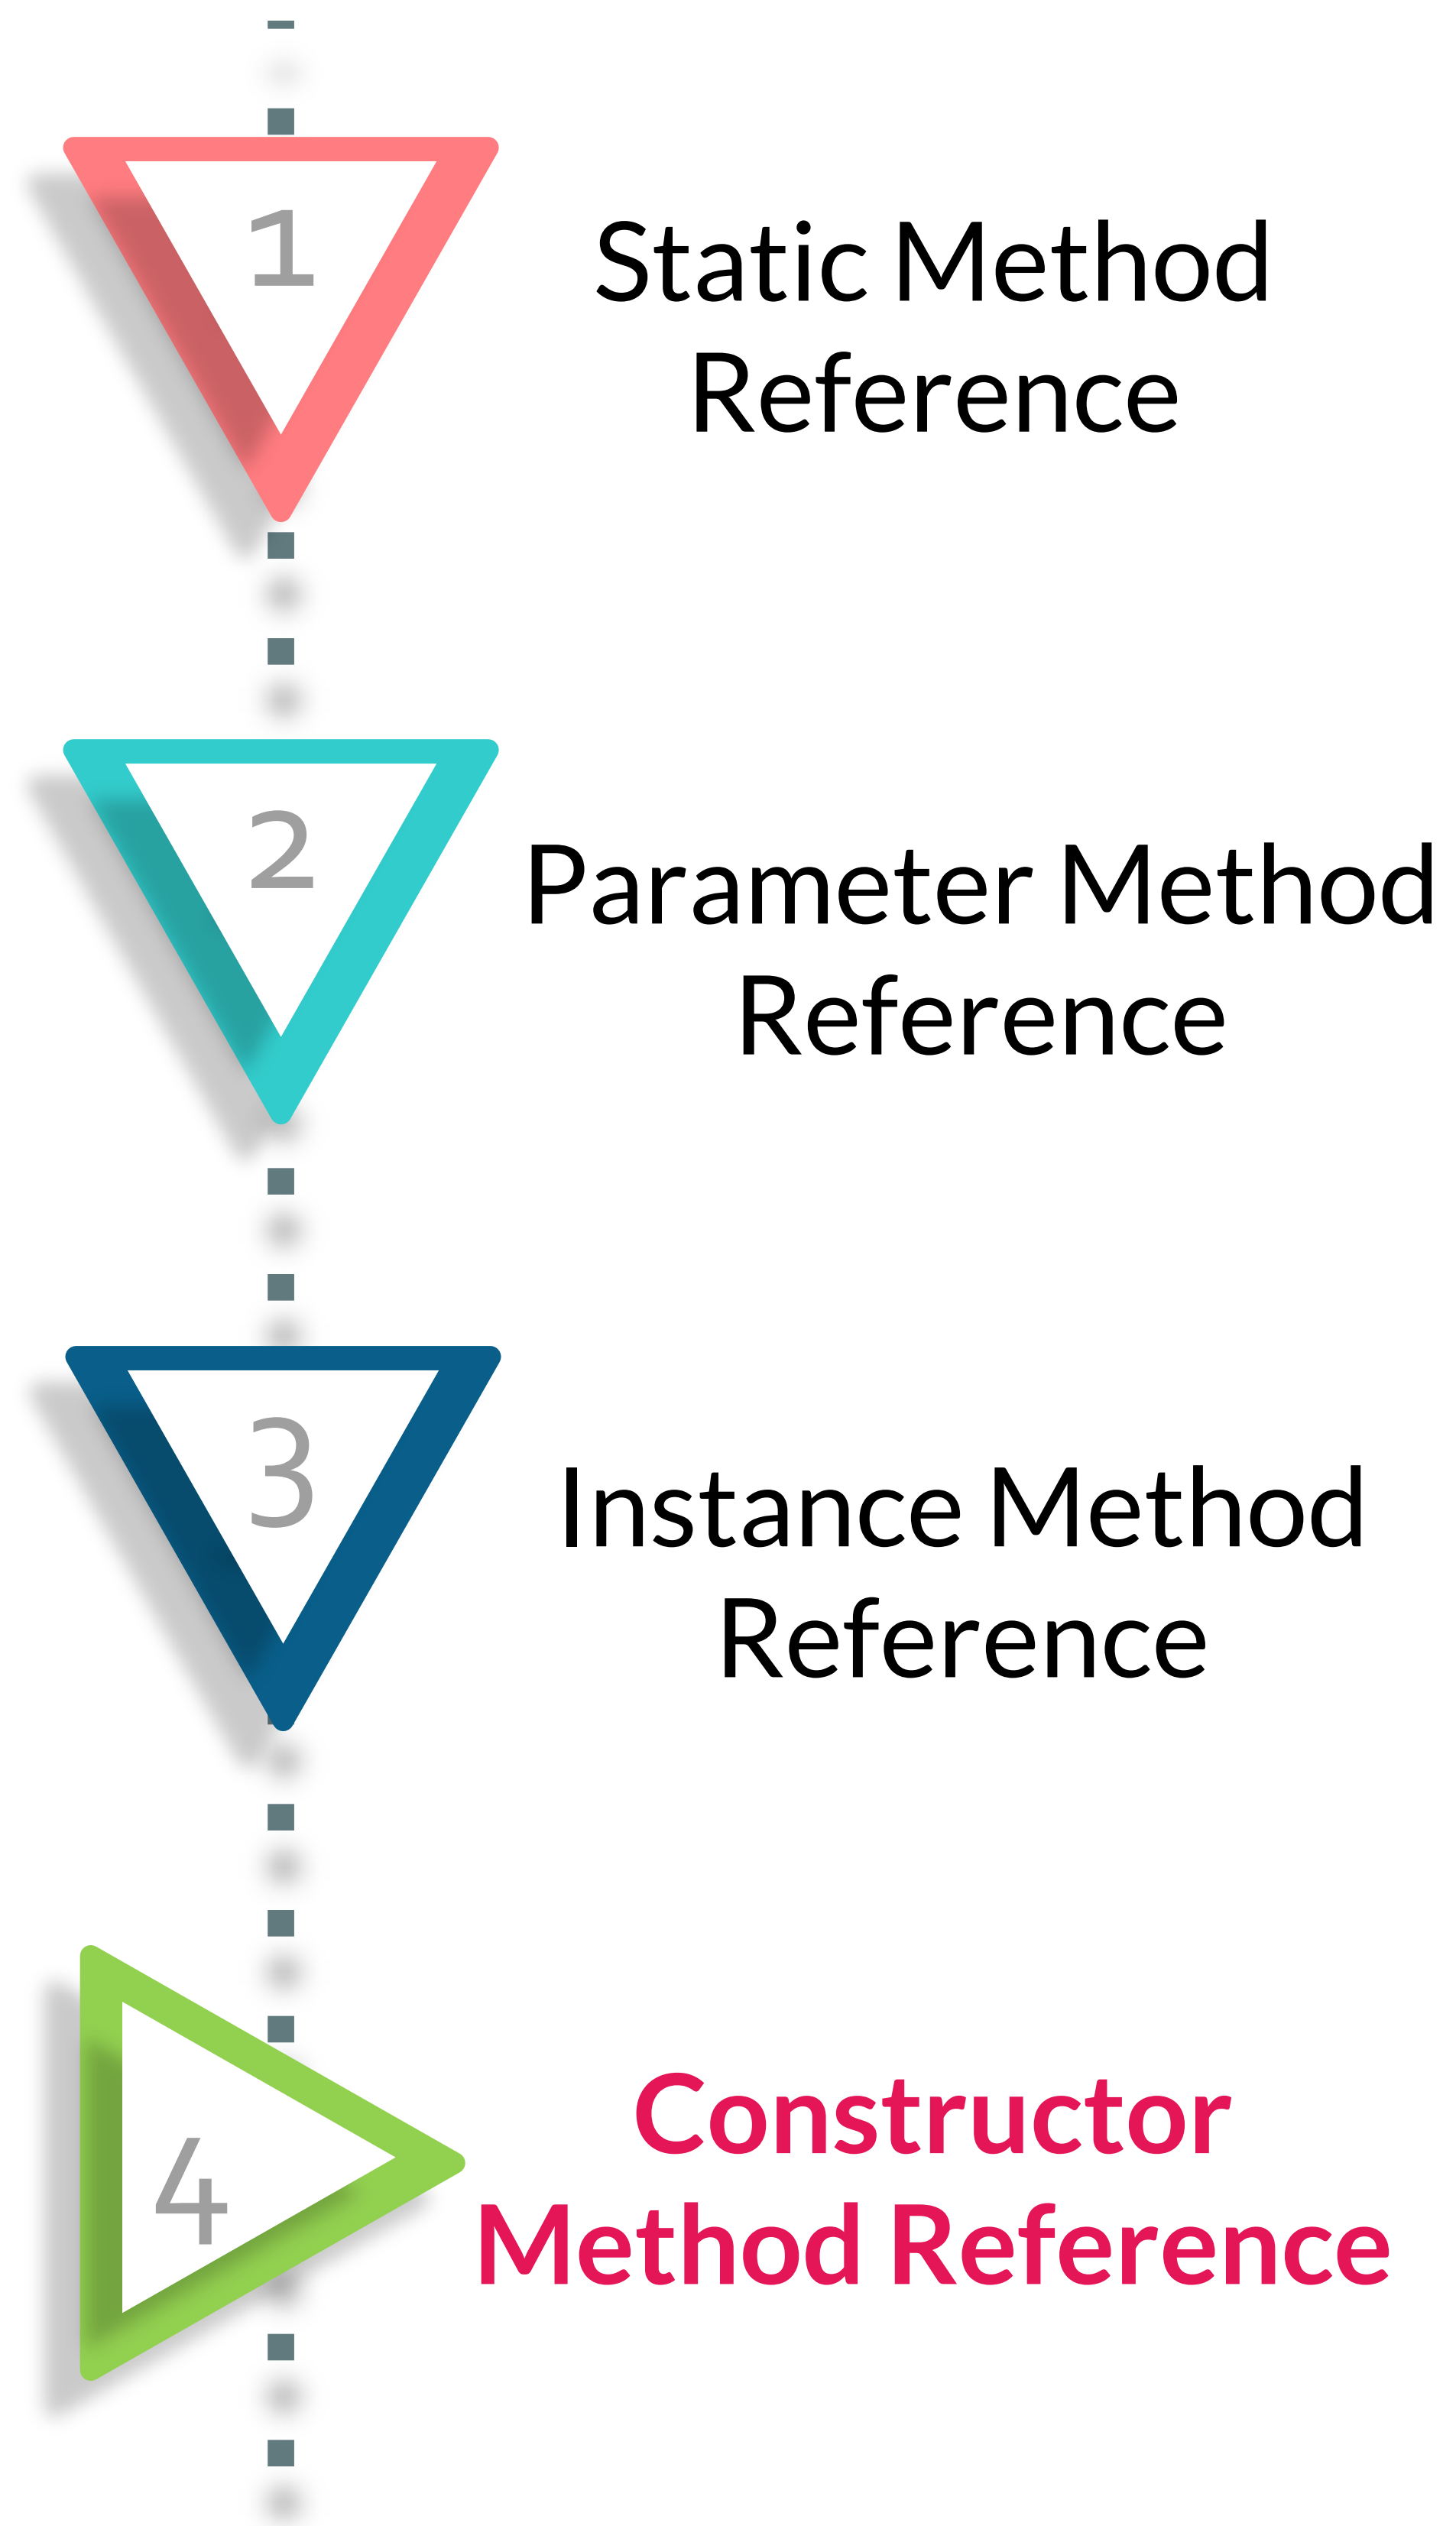 1
Static Method
Reference
2
Parameter Method
Reference
3
Instance Method
Reference
4
Constructor
Method Reference